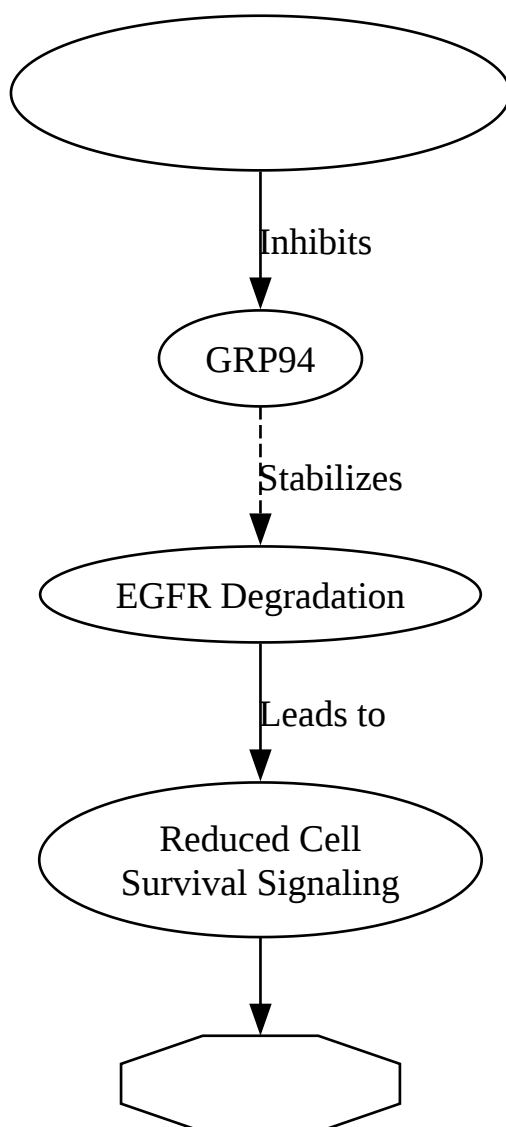 Inhibits
GRP94
Stabilizes
EGFR Degradation
Leads to
Reduced Cell
Survival Signaling